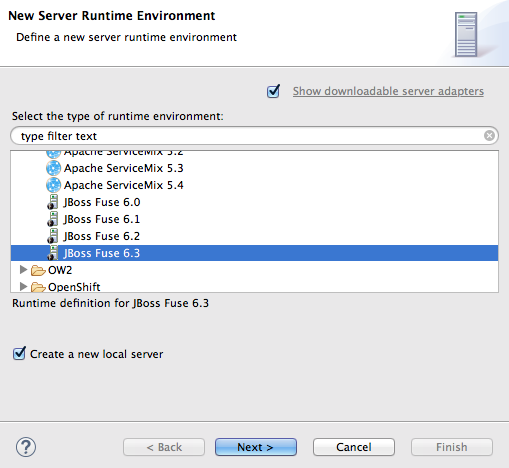 New Server Runtime Environment
Define a new server runtime environment
Show downloadable server adapters
Select the type of runtime environment:
type filter text
Apache ServiceMix 5.2
Apache ServiceMix 5.3
Apache ServiceMix 5.4
JBoss Fuse 6.0
JBoss Fuse 6.1
JBoss Fuse 6.2
JBoss Fuse 6.3
OW2
OpenShift
Runtime definition for JBoss Fuse 6.3
Create a new local server
? < Back Next > Cancel Finish